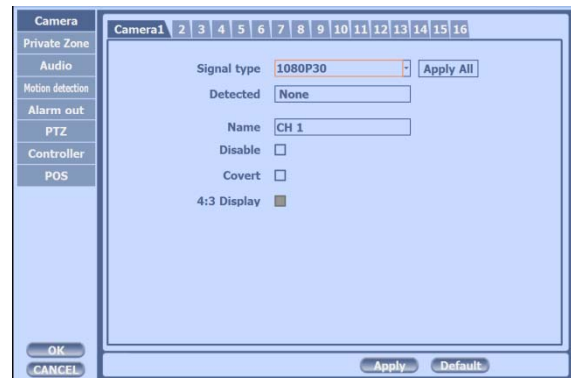 Camera
Private Zone
Audio
Motion detection
Alarm out
PTZ
Controller
POS
OK
CANCEL
Camera1 2 3 4 5 6 7 8 9 10 11 12 13 14 15 16
Signal type 1080P30 Apply All
Detected None
Name CH 1
Disable
Covert
4:3 Display
Apply Default